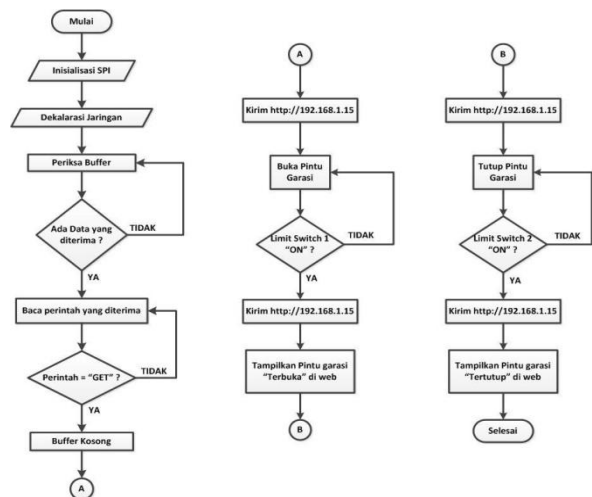 Mulai
Inisialisasi SPI
Dekalarasi Jaringan
Periksa Buffer
Ada Data yang
diterima ?
TIDAK
YA
Baca perintah yang diterima
Perintah = "GET" ?
TIDAK
YA
Buffer Kosong
A
A
Kirim http://192.168.1.15
Buka Pintu
Garasi
Limit Switch 1
"ON" ?
TIDAK
YA
Kirim http://192.168.1.15
Tampilkan Pintu garasi
"Terbuka" di web
B
B
Kirim http://192.168.1.15
Tutup Pintu
Garasi
Limit Switch 2
"ON" ?
TIDAK
YA
Kirim http://192.168.1.15
Tampilkan Pintu garasi
"Tertutup" di web
Selesai